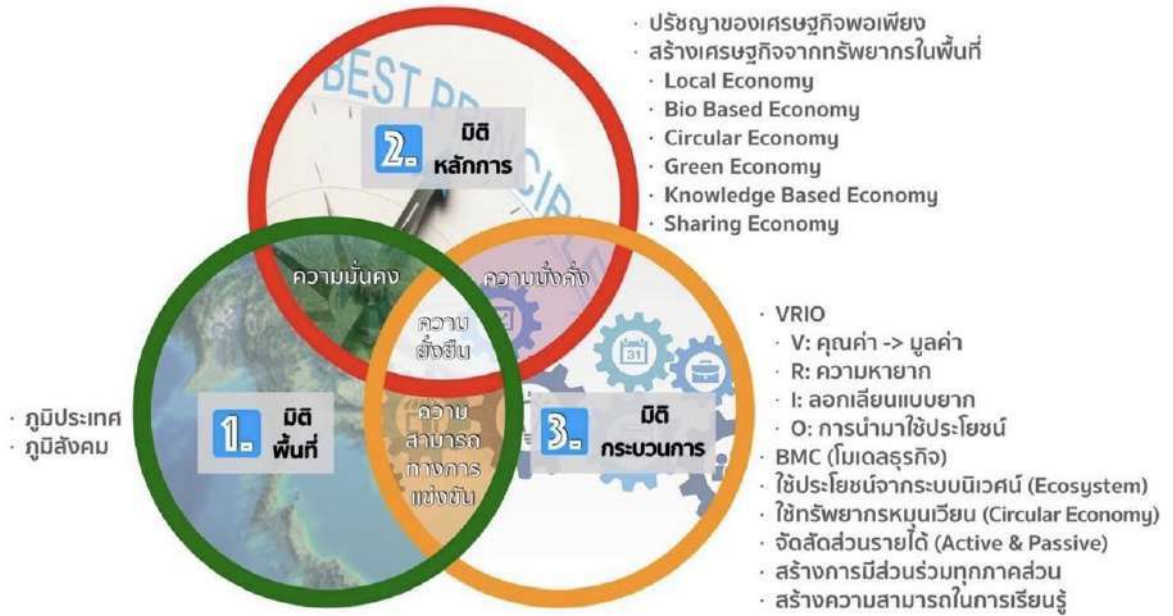 · ปรัชญาของเศรษฐกิจพอเพียง
· สร้างเศรษฐกิจจากทรัพยากรในพื้นที่
· Local Economy
· Bio Based Economy
· Circular Economy
· Green Economy
· Knowledge Based Economy
· Sharing Economy
BEST PRINCIPLE
2. มิติ
หลักการ
ความมั่นคง
ความมั่งคั่ง
ความ
ยั่งยืน
· ภูมิประเทศ
· ภูมิสังคม
1. มิติ
พื้นที่
ความ
สามารถ
ทางการ
แข่งขัน
31
3. มิติ
กระบวนการ
· VRIO
· V: คุณค่า -> มูลค่า
· R: ความหายาก
· I: ลอกเลียนแบบยาก
· O: การนำมาใช้ประโยชน์
· BMC (โมเดลธุรกิจ)
· ใช้ประโยชน์จากระบบนิเวศน์ (Ecosystem)
· ใช้ทรัพยากรหมุนเวียน (Circular Economy)
· จัดสัดส่วนรายได้ (Active & Passive)
· สร้างการมีส่วนร่วมทุกภาคส่วน
· สร้างความสามารถในการเรียนรู้